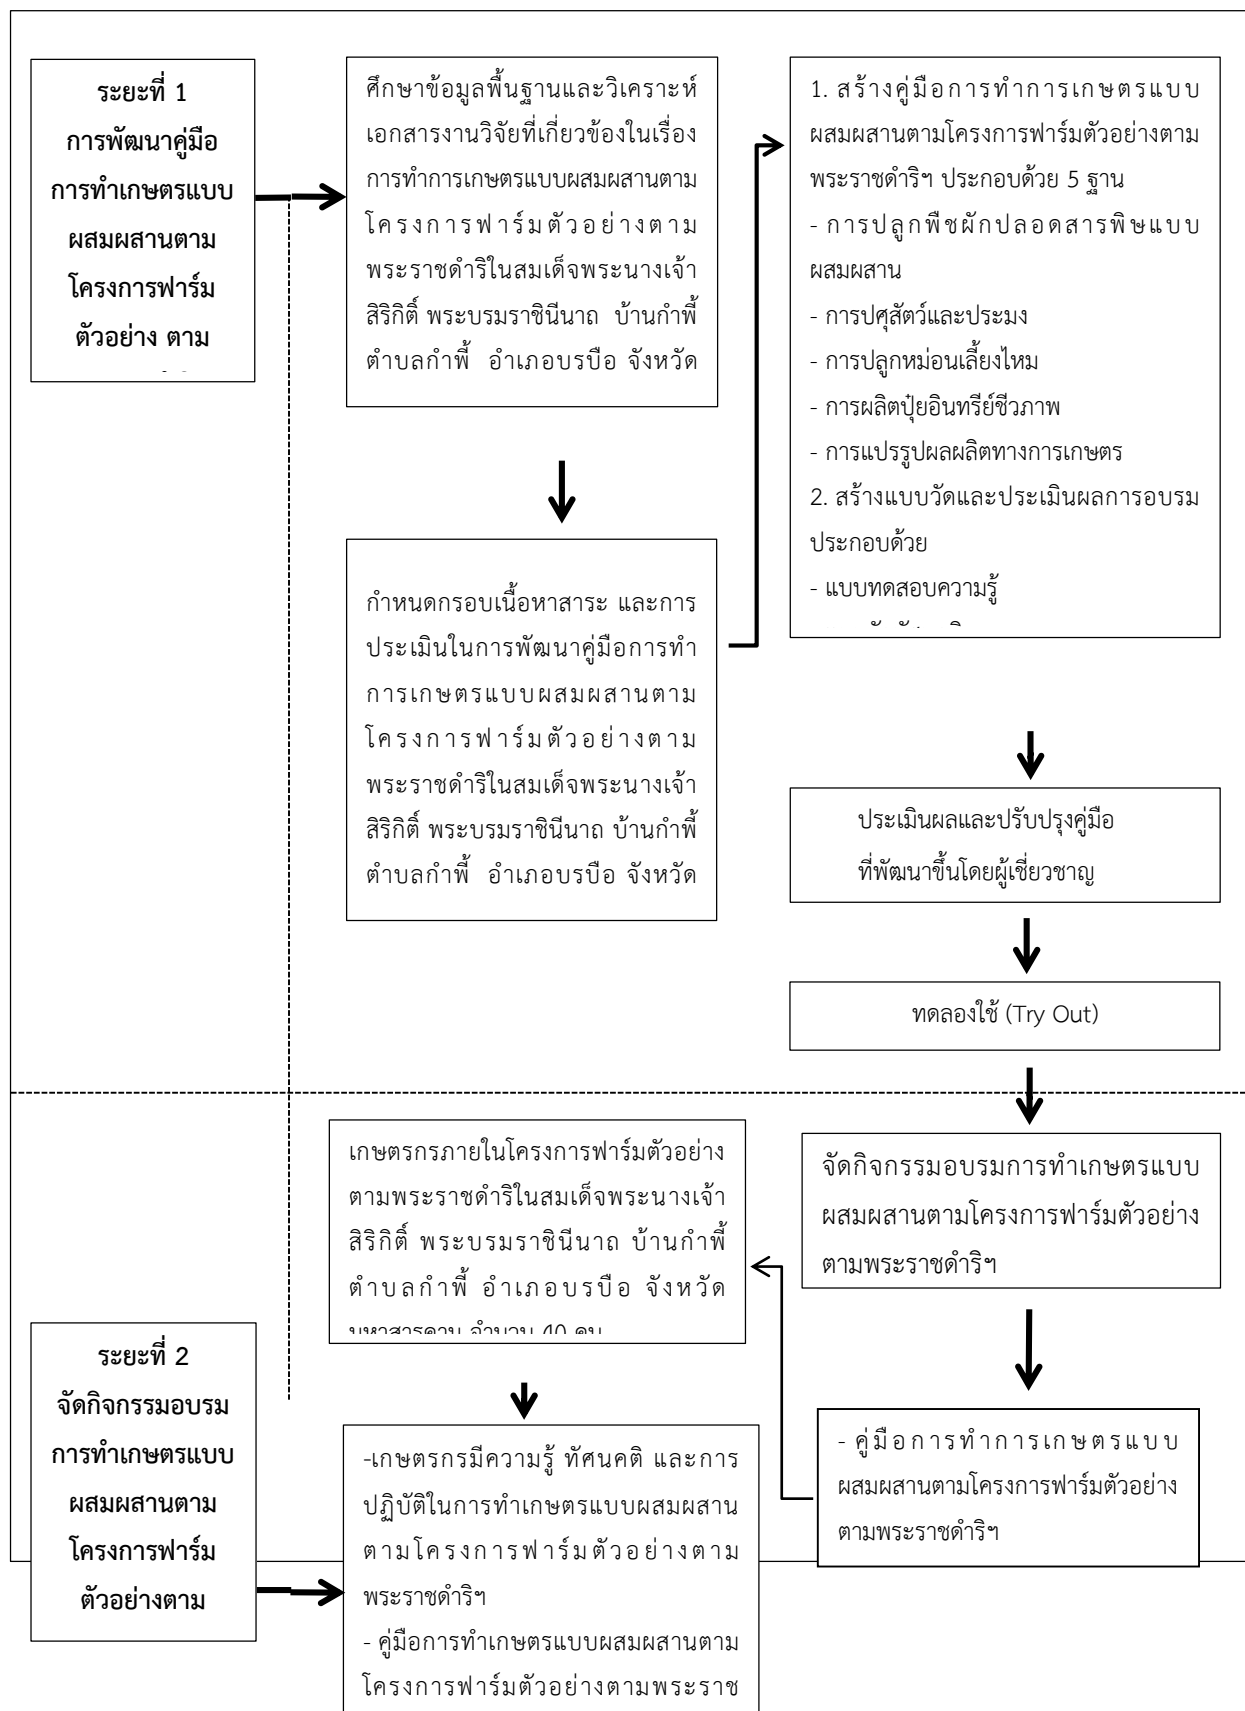 ระยะที่ 1
การพัฒนาคู่มือ
การทำเกษตรแบบ
ผสมผสานตาม
โครงการฟาร์ม
ตัวอย่าง ตาม
ศึกษาข้อมูลพื้นฐานและวิเคราะห์
เอกสารงานวิจัยที่เกี่ยวข้องในเรื่อง
การทำการเกษตรแบบผสมผสานตาม
โครงการฟาร์มตัวอย่างตาม
พระราชดำริในสมเด็จพระนางเจ้า
สิริกิติ์ พระบรมราชินีนาถ บ้านกำพี้
ตำบลกำพี้ อำเภอบรบือ จังหวัด
กำหนดกรอบเนื้อหาสาระ และการ
ประเมินในการพัฒนาคู่มือการทำ
การเกษตรแบบผสมผสานตาม
โครงการฟาร์มตัวอย่างตาม
พระราชดำริในสมเด็จพระนางเจ้า
สิริกิติ์ พระบรมราชินีนาถ บ้านกำพี้
ตำบลกำพี้ อำเภอบรบือ จังหวัด
1. สร้างคู่มือการทำการเกษตรแบบ
ผสมผสานตามโครงการฟาร์มตัวอย่างตาม
พระราชดำริฯ ประกอบด้วย 5 ฐาน
- การปลูกพืชผักปลอดสารพิษแบบ
ผสมผสาน
- การปศุสัตว์และประมง
- การปลูกหม่อนเลี้ยงไหม
- การผลิตปุ๋ยอินทรีย์ชีวภาพ
- การแปรรูปผลผลิตทางการเกษตร
2. สร้างแบบวัดและประเมินผลการอบรม
ประกอบด้วย
- แบบทดสอบความรู้
ประเมินผลและปรับปรุงคู่มือ
ที่พัฒนาขึ้นโดยผู้เชี่ยวชาญ
ทดลองใช้ (Try Out)
จัดกิจกรรมอบรมการทำเกษตรแบบ
ผสมผสานตามโครงการฟาร์มตัวอย่าง
ตามพระราชดำริฯ
- คู่มือการทำการเกษตรแบบ
ผสมผสานตามโครงการฟาร์มตัวอย่าง
ตามพระราชดำริฯ
เกษตรกรภายในโครงการฟาร์มตัวอย่าง
ตามพระราชดำริในสมเด็จพระนางเจ้า
สิริกิติ์ พระบรมราชินีนาถ บ้านกำพี้
ตำบลกำพี้ อำเภอบรบือ จังหวัด
มหาสารคาม จำนวน 40 คน
ระยะที่ 2
จัดกิจกรรมอบรม
การทำเกษตรแบบ
ผสมผสานตาม
โครงการฟาร์ม
ตัวอย่างตาม
-เกษตรกรมีความรู้ ทัศนคติ และการ
ปฏิบัติในการทำเกษตรแบบผสมผสาน
ตามโครงการฟาร์มตัวอย่างตาม
พระราชดำริฯ
- คู่มือการทำเกษตรแบบผสมผสานตาม
โครงการฟาร์มตัวอย่างตามพระราช